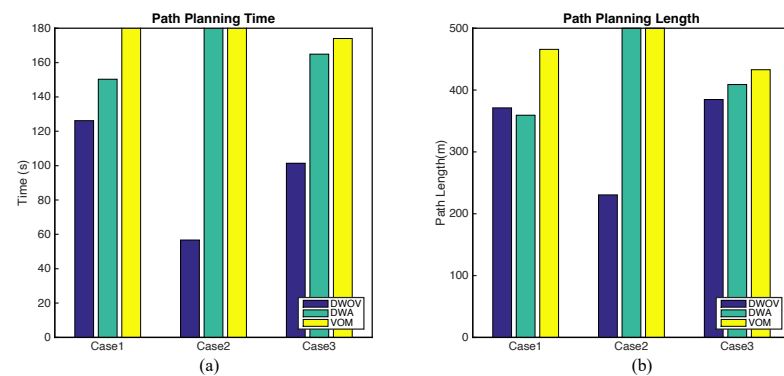 Path Planning Time
Time (s)
180
160
140
120
100
80
60
40
20
0
Case1 Case2 Case3
DWOV
DWA
VOM
(a)
Path Planning Length
Path Length(m)
500
400
300
200
100
0
Case1 Case2 Case3
DWOV
DWA
VOM
(b)